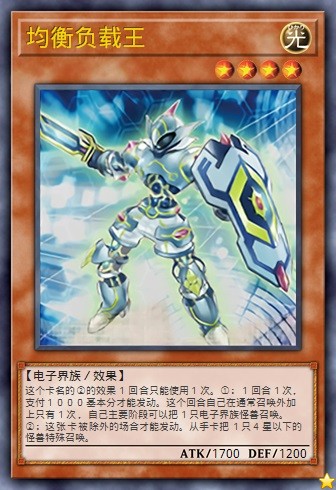 均衡负载王
光
【电子界族／效果】
这个卡名的②的效果1回合只能使用1次。①：1回合1次，
支付1000基本分才能发动。这个回合自己在通常召唤外加
上只有1次，自己主要阶段可以把1只电子界族怪兽召唤。
②：这张卡被除外的场合才能发动。从手卡把1只4星以下的
怪兽特殊召唤。
ATK/1700 DEF/1200